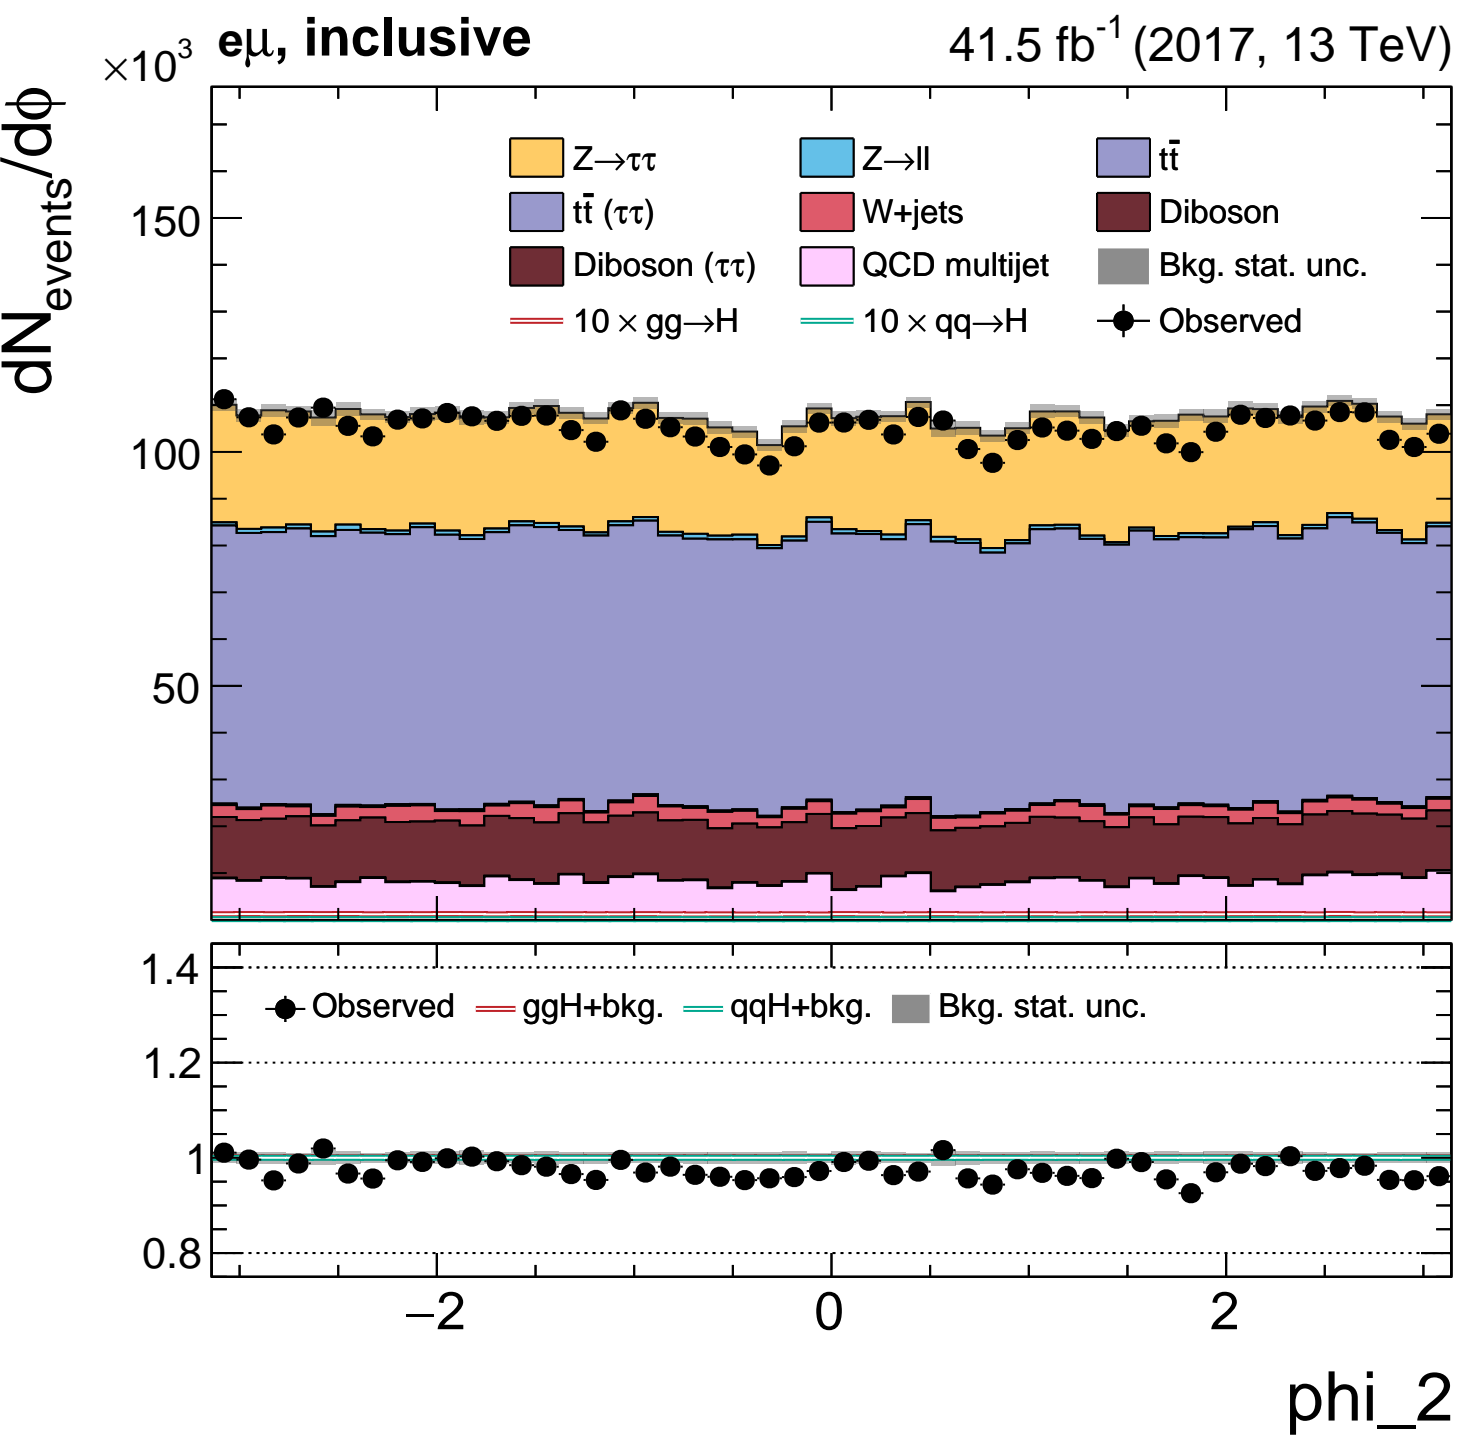 ×10³ eμ, inclusive 41.5 fb⁻¹ (2017, 13 TeV)
dN_events/dϕ
Z→ττ Z→ll tt̄
tt̄ (ττ) W+jets Diboson
Diboson (ττ) QCD multijet Bkg. stat. unc.
10 × gg→H 10 × qq→H Observed
150
100
50
1.4
Observed ggH+bkg. qqH+bkg. Bkg. stat. unc.
1.2
1
0.8
−2 0 2
phi_2